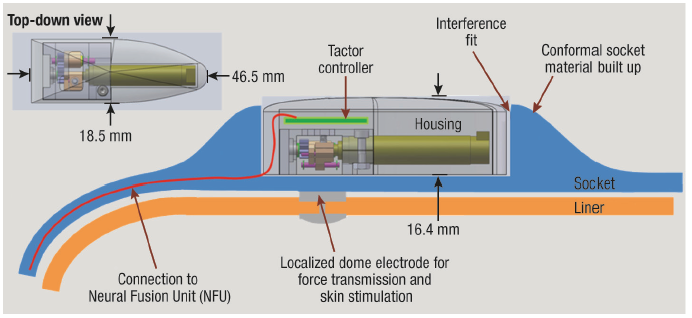 Top-down view
46.5 mm
18.5 mm
Tactor
controller
Interference
fit
Conformal socket
material built up
Housing
Socket
Liner
16.4 mm
Connection to
Neural Fusion Unit (NFU)
Localized dome electrode for
force transmission and
skin stimulation